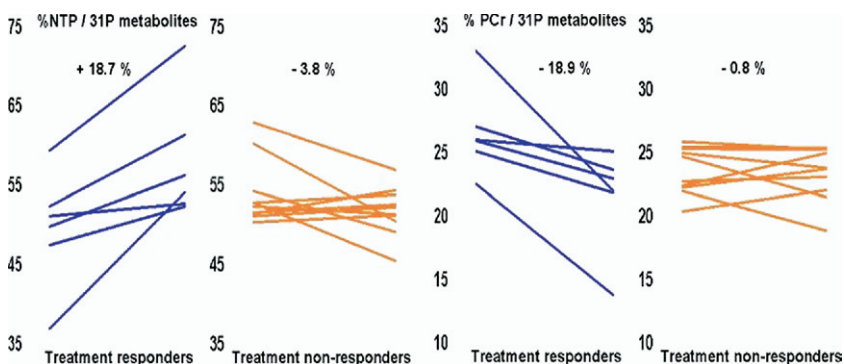 %NTP / 31P metabolites
75
65
55
45
35
+ 18.7 %
Treatment responders
75
65
55
45
35
- 3.8 %
Treatment non-responders
% PCr / 31P metabolites
35
30
25
20
15
10
- 18.9 %
Treatment responders
35
30
25
20
15
10
- 0.8 %
Treatment non-responders